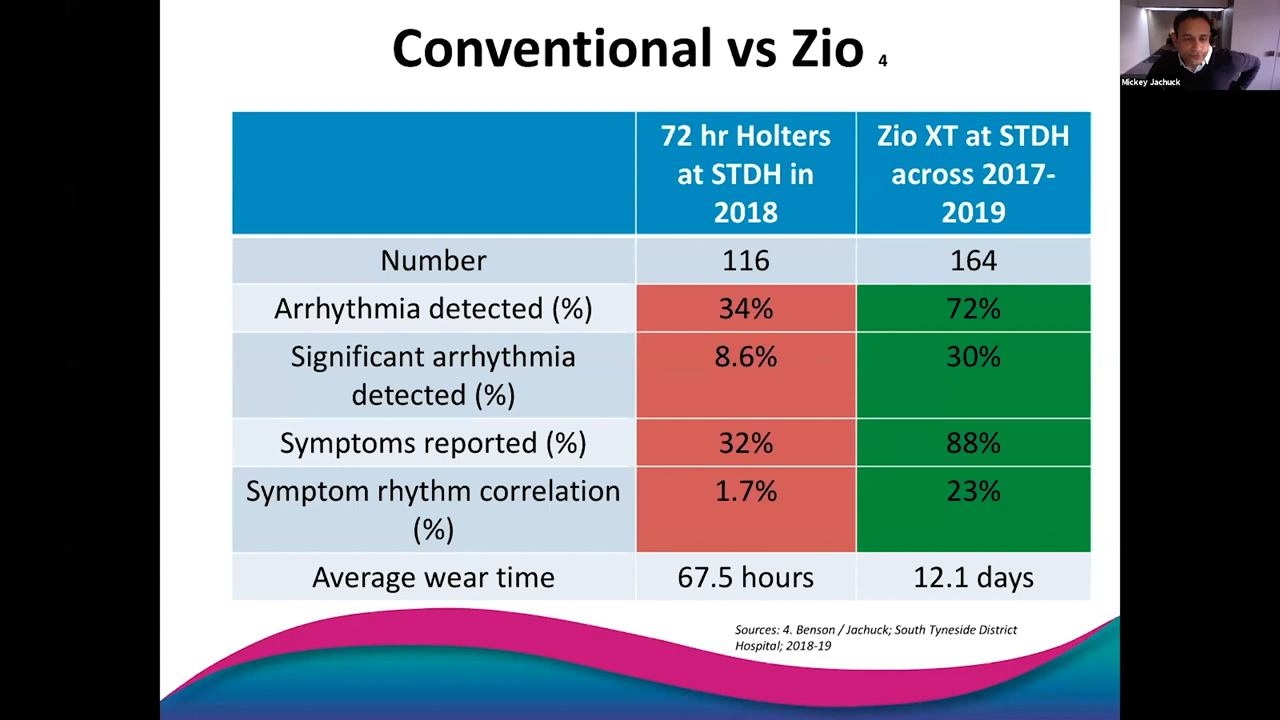 Conventional vs Zio 4
Mickey Jachuck
72 hr Holters
at STDH in
2018
Zio XT at STDH
across 2017-
2019
Number
116
164
Arrhythmia detected (%)
34%
72%
Significant arrhythmia
detected (%)
8.6%
30%
Symptoms reported (%)
32%
88%
Symptom rhythm correlation
(%)
1.7%
23%
Average wear time
67.5 hours
12.1 days
Sources: 4. Benson / Jachuck; South Tyneside District
Hospital; 2018-19